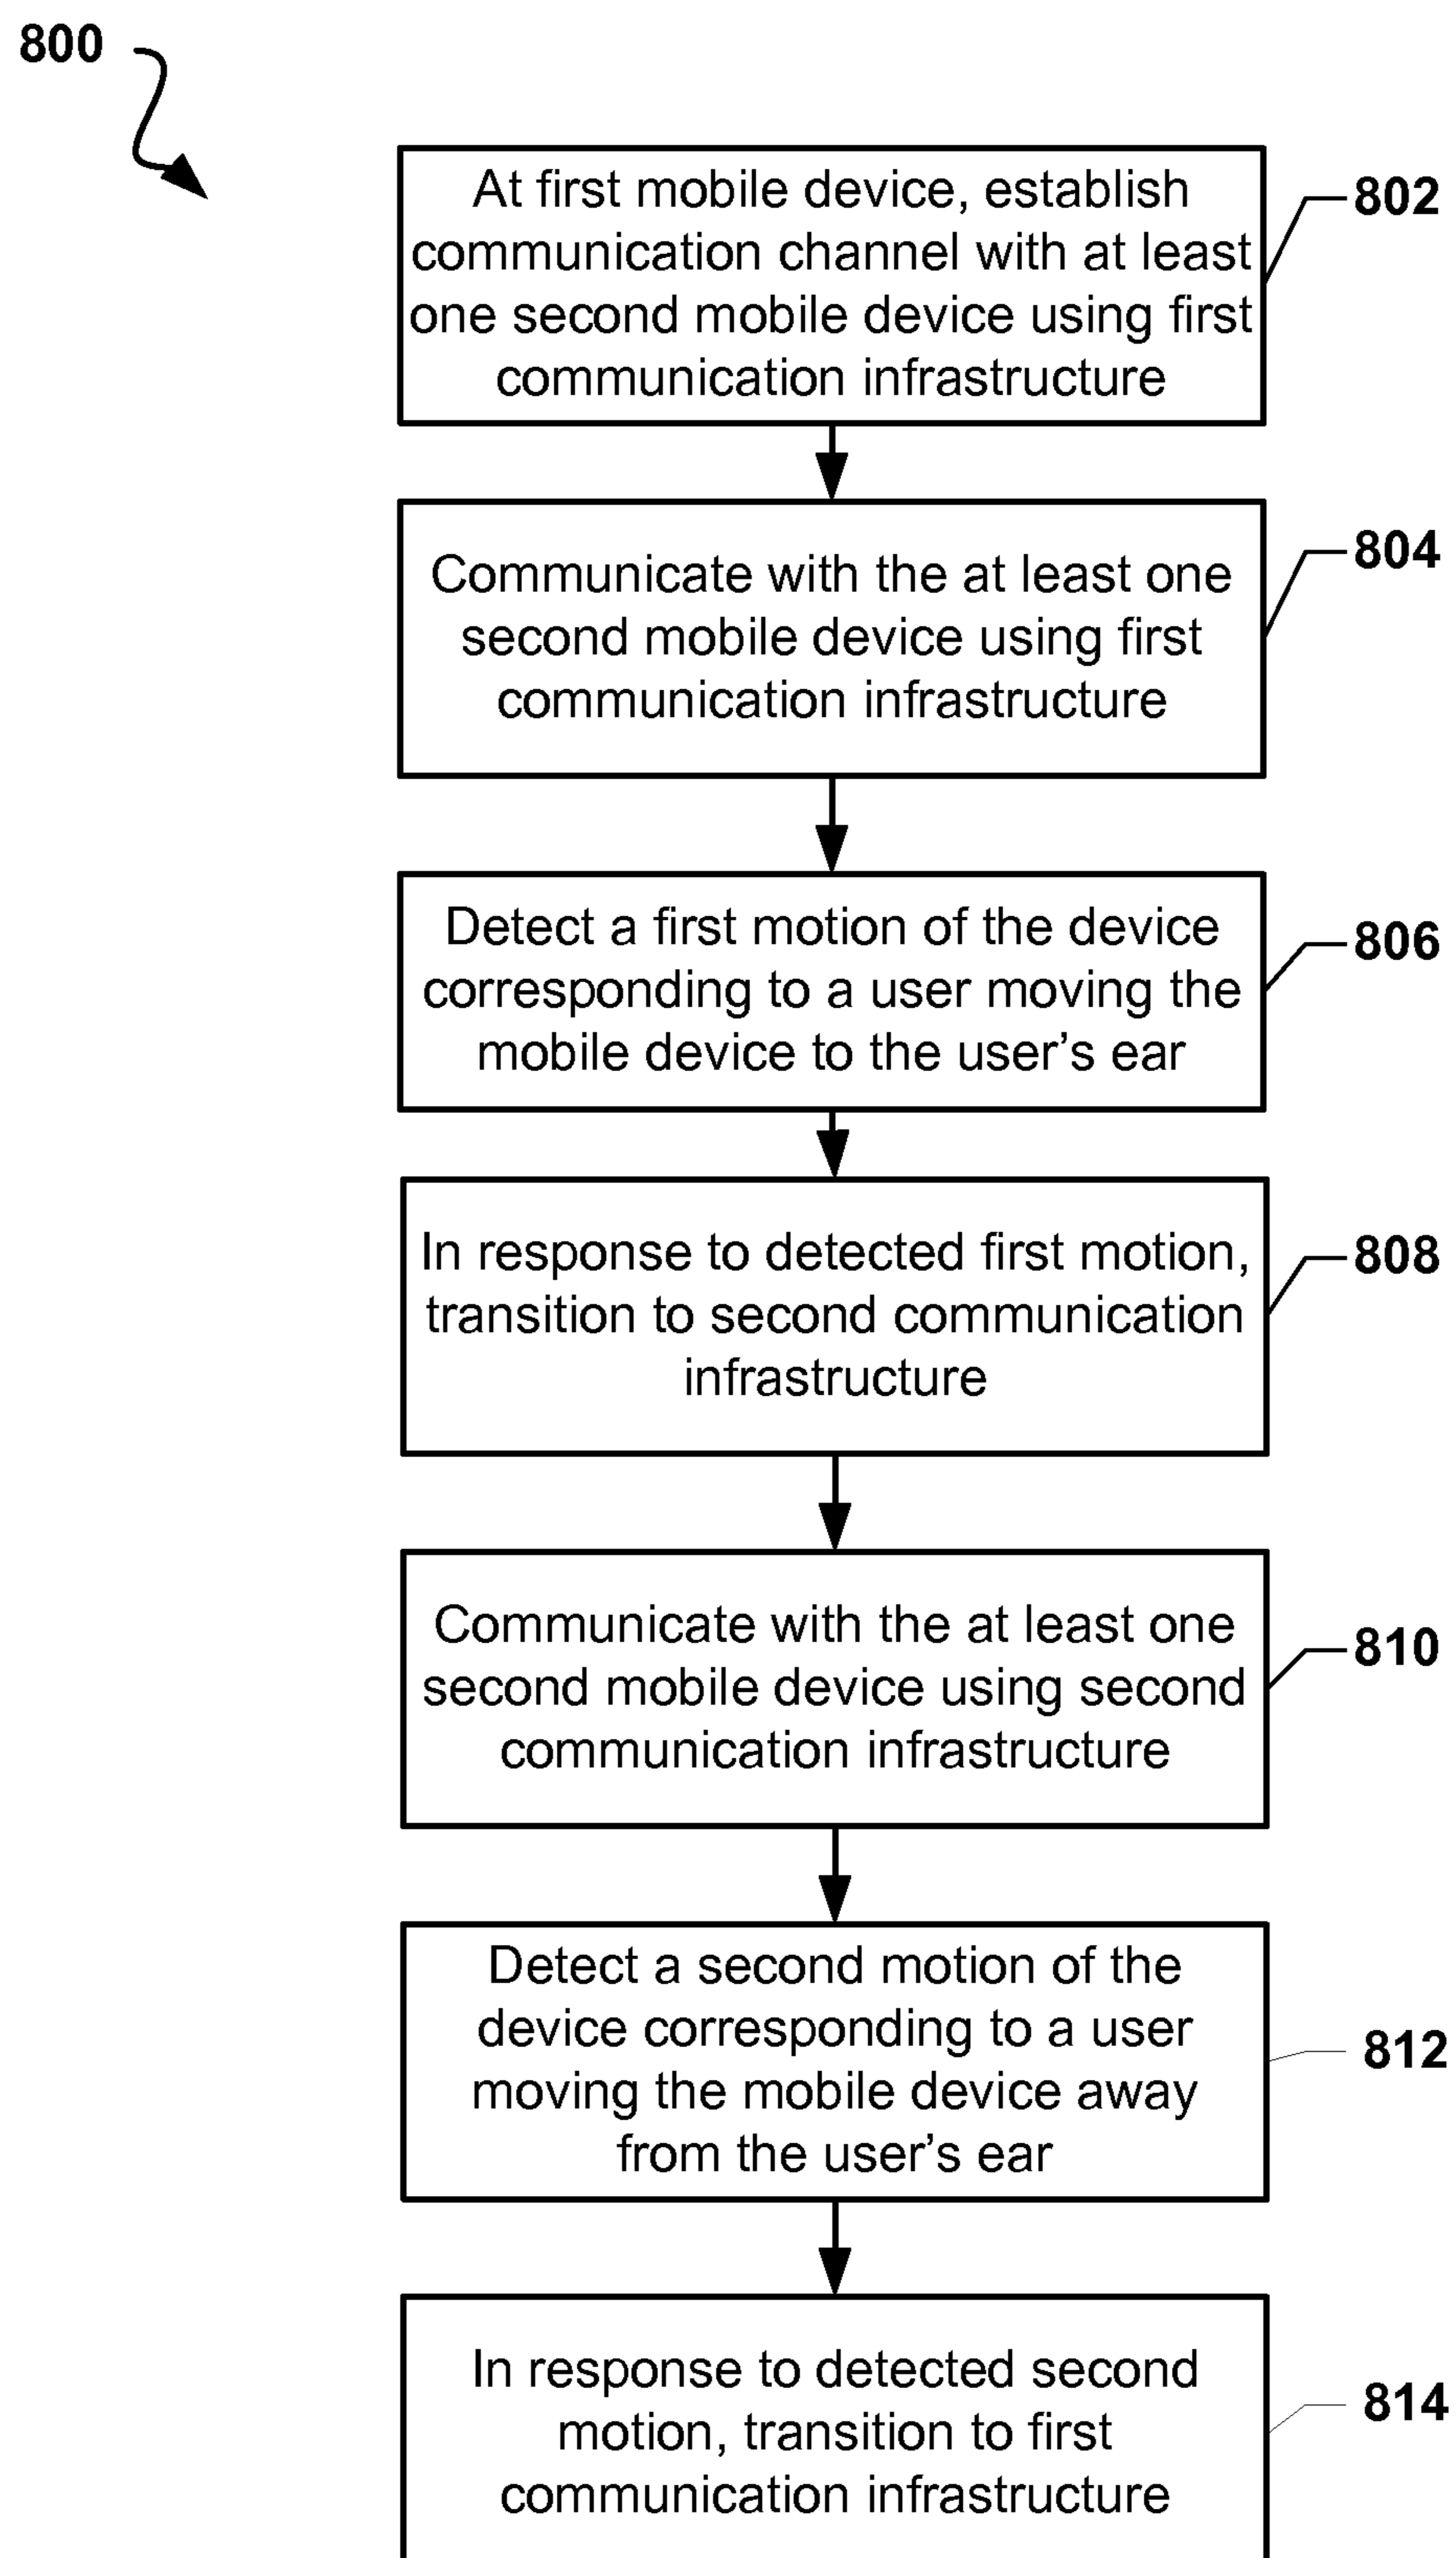 800
At first mobile device, establish
communication channel with at least
one second mobile device using first
communication infrastructure
802
Communicate with the at least one
second mobile device using first
communication infrastructure
804
Detect a first motion of the device
corresponding to a user moving the
mobile device to the user’s ear
806
In response to detected first motion,
transition to second communication
infrastructure
808
Communicate with the at least one
second mobile device using second
communication infrastructure
810
Detect a second motion of the
device corresponding to a user
moving the mobile device away
from the user’s ear
812
In response to detected second
motion, transition to first
communication infrastructure
814